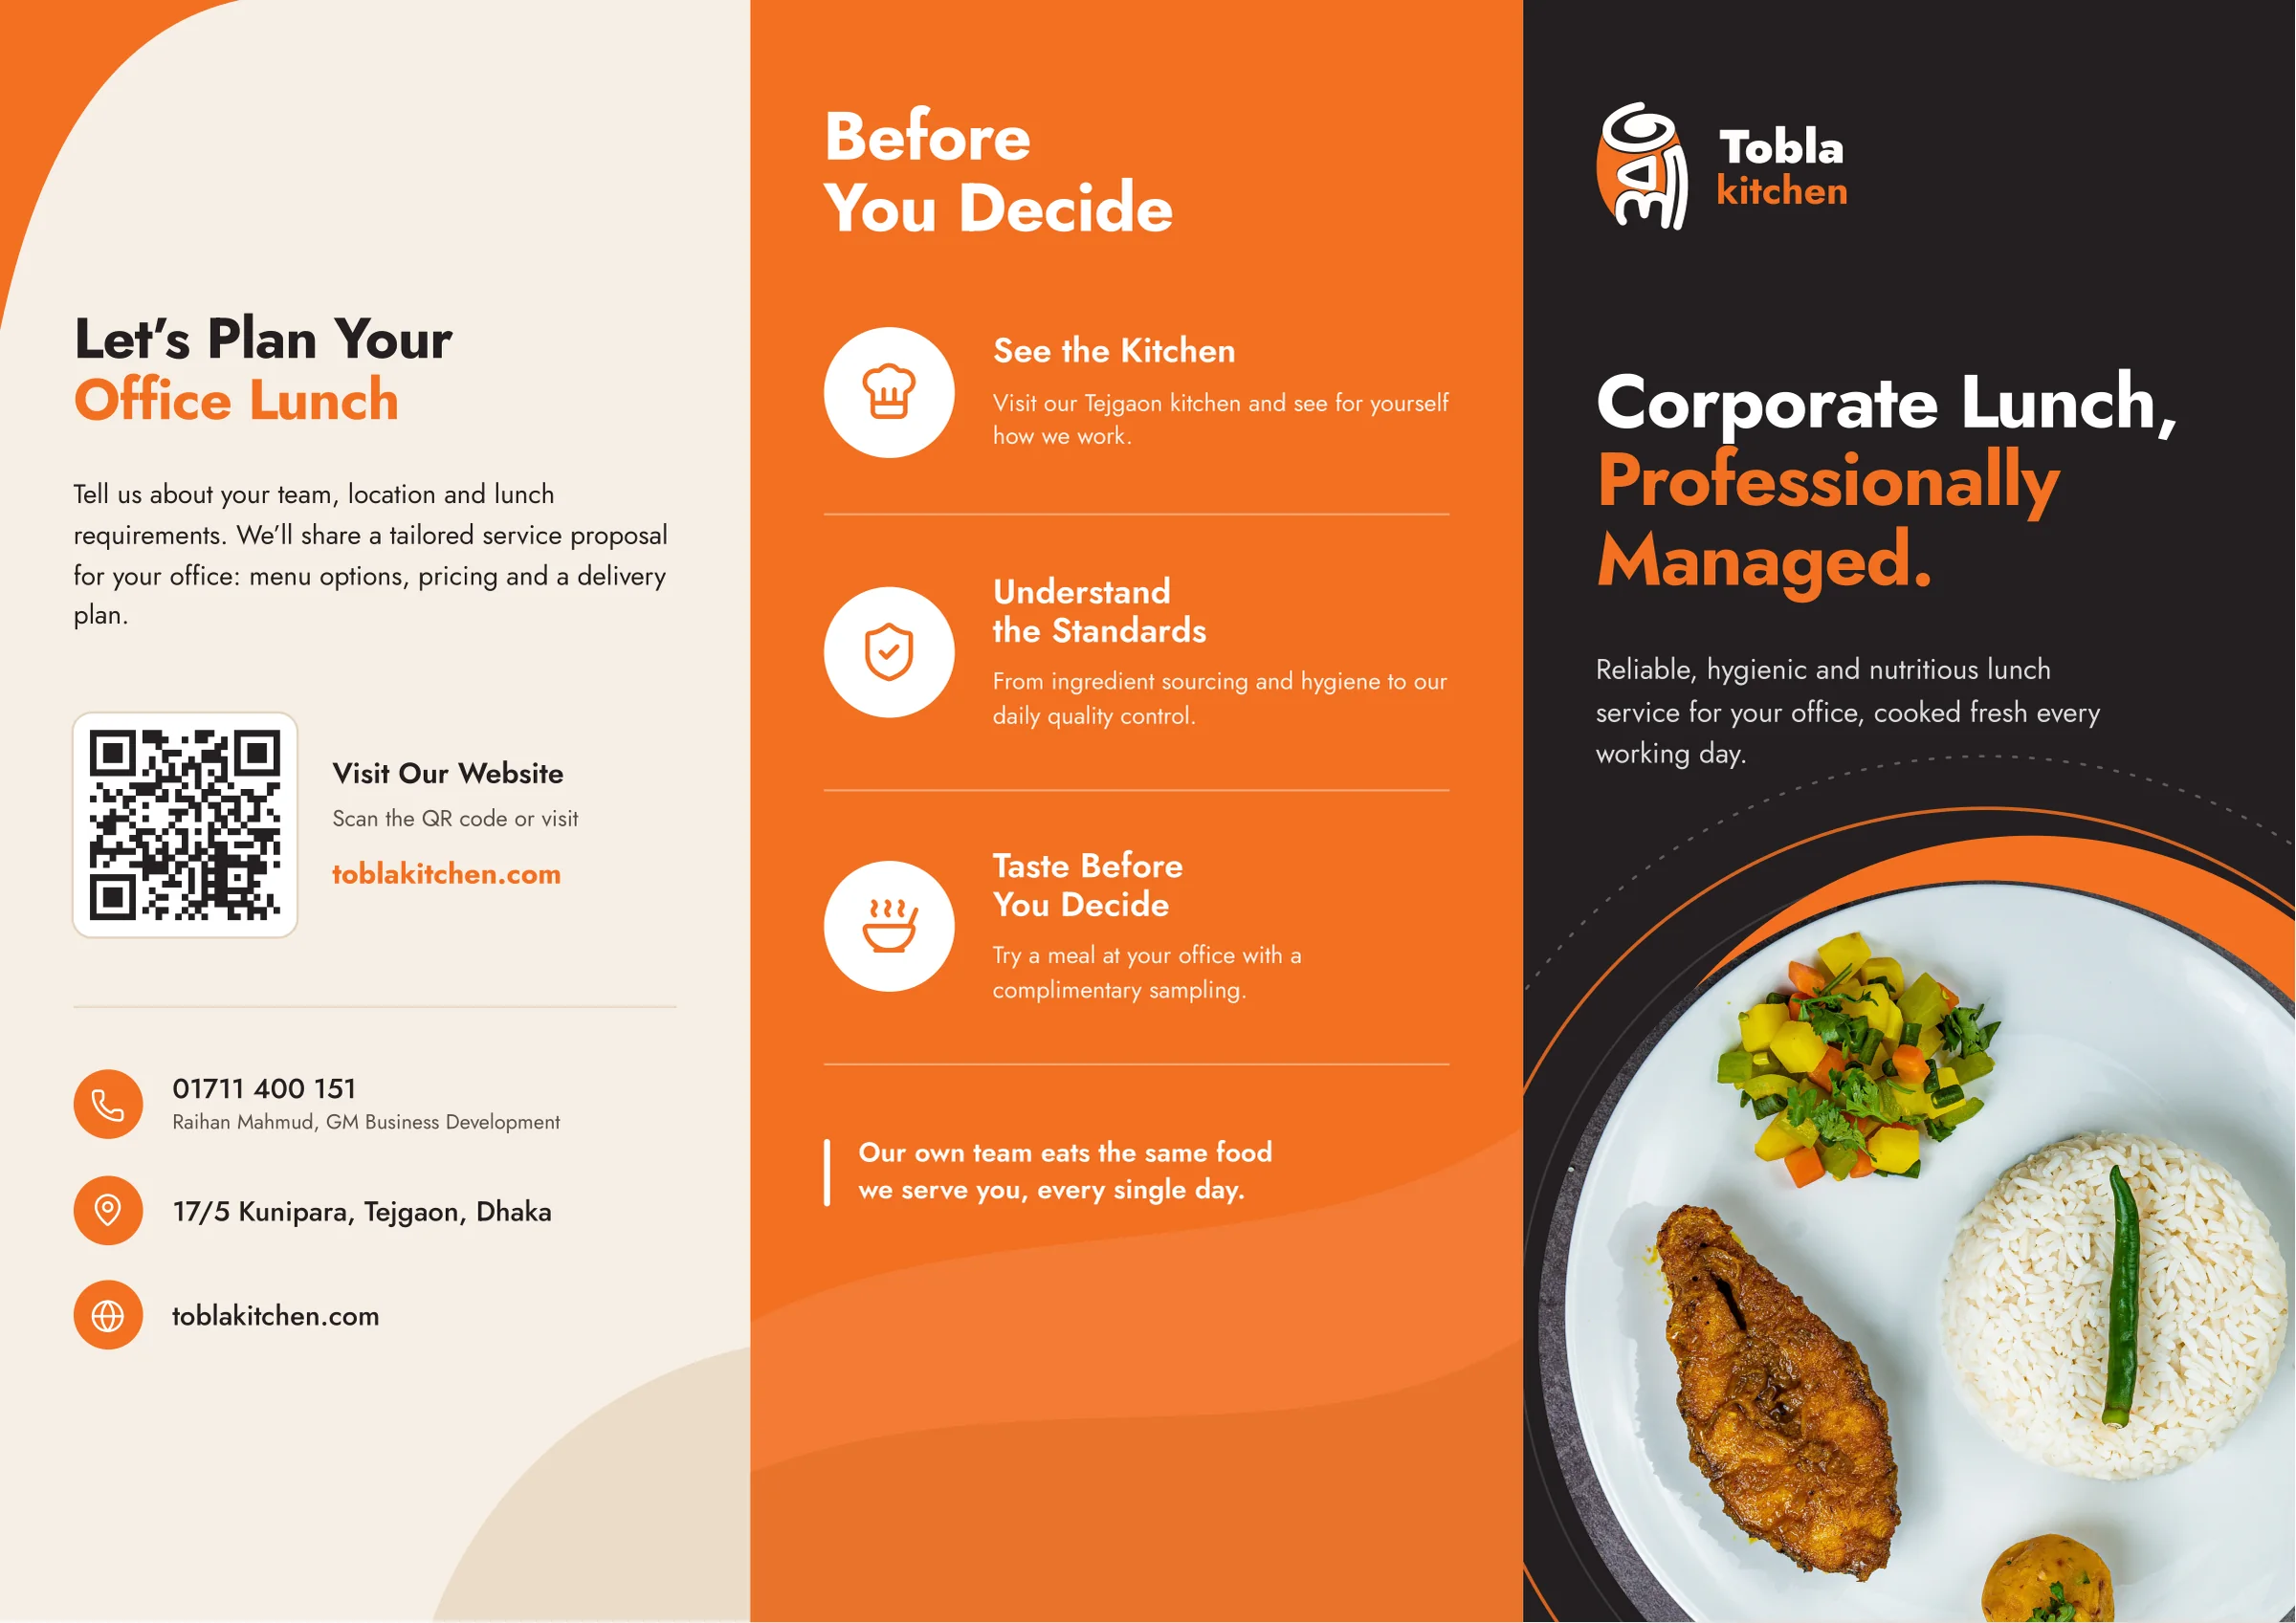 Let’s Plan Your
Office Lunch
Tell us about your team, location and lunch
requirements. We’ll share a tailored service proposal
for your office: menu options, pricing and a delivery
plan.
Visit Our Website
Scan the QR code or visit
toblakitchen.com
01711 400 151
Raihan Mahmud, GM Business Development
17/5 Kunipara, Tejgaon, Dhaka
toblakitchen.com
Before
You Decide
See the Kitchen
Visit our Tejgaon kitchen and see for yourself
how we work.
Understand
the Standards
From ingredient sourcing and hygiene to our
daily quality control.
Taste Before
You Decide
Try a meal at your office with a
complimentary sampling.
Our own team eats the same food
we serve you, every single day.
Tobla
kitchen
Corporate Lunch,
Professionally
Managed.
Reliable, hygienic and nutritious lunch
service for your office, cooked fresh every
working day.